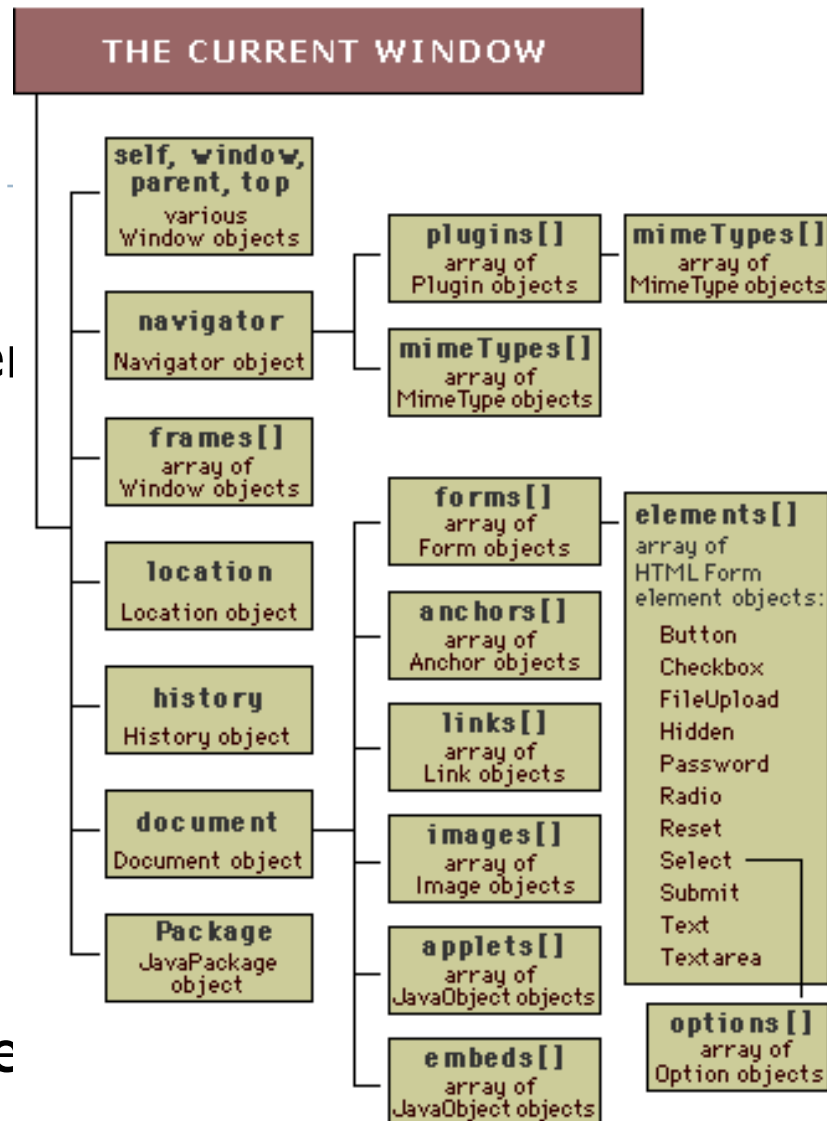 THE CURRENT WINDOW
self, window,
parent, top
various
Window objects
navigator
Navigator object
frames[]
array of
Window objects
location
Location object
history
History object
document
Document object
Package
JavaPackage
object
plugins[]
array of
Plugin objects
mimeTypes[]
array of
MimeType objects
mimeTypes[]
array of
MimeType objects
forms[]
array of
Form objects
anchors[]
array of
Anchor objects
links[]
array of
Link objects
images[]
array of
Image objects
applets[]
array of
JavaObject objects
embeds[]
array of
JavaObject objects
elements[]
array of
HTML Form
element objects:
Button
Checkbox
FileUpload
Hidden
Password
Radio
Reset
Select
Submit
Text
Textarea
options[]
array of
Option objects